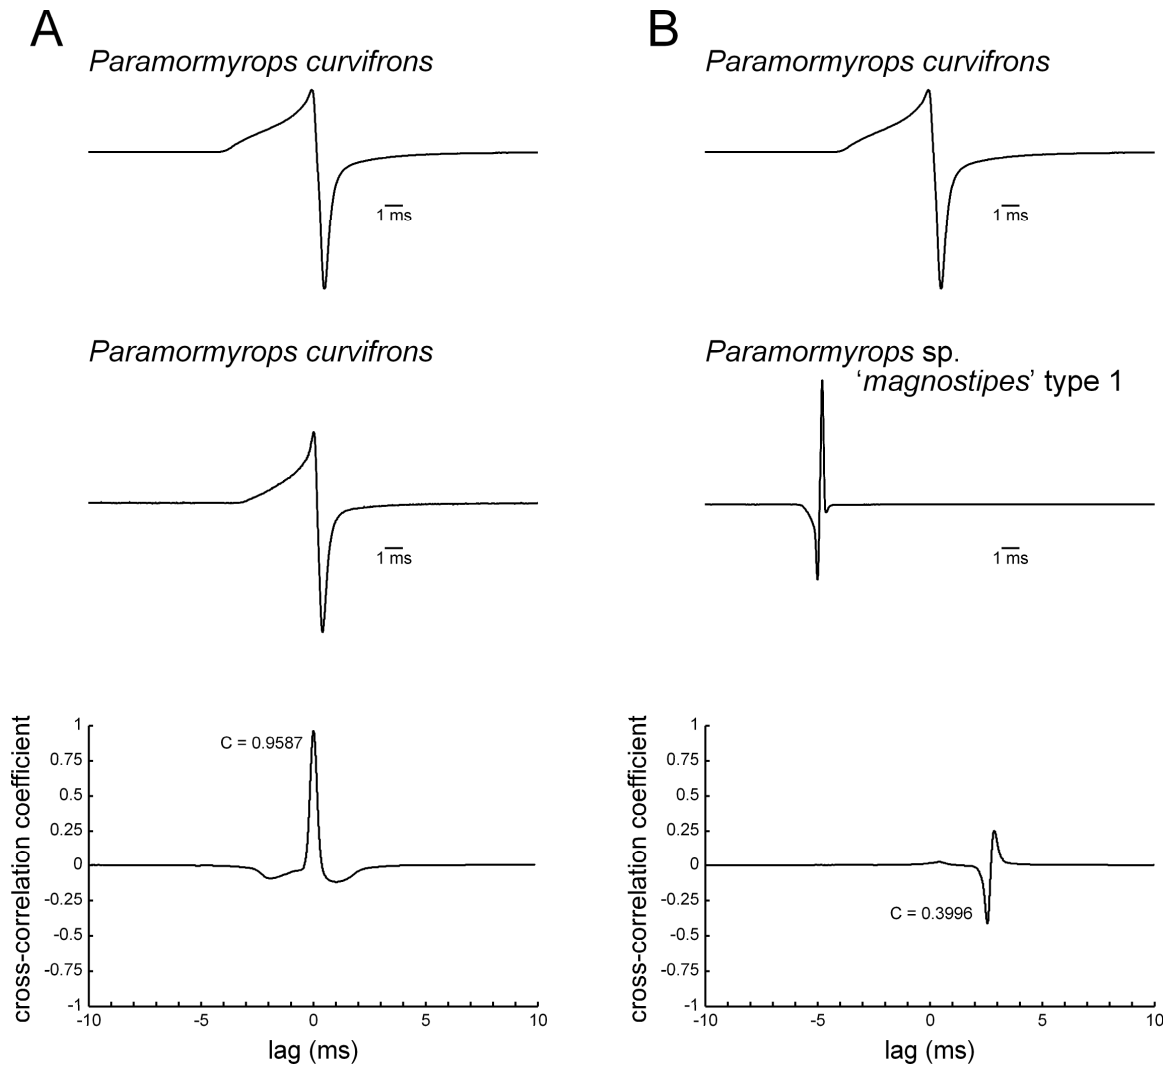 A
Paramormyrops curvifrons
1 ms
Paramormyrops curvifrons
1 ms
cross-correlation coefficient
1
0.75
0.5
0.25
0
-0.25
-0.5
-0.75
-1
C = 0.9587
-10
-5
0
5
10
lag (ms)
B
Paramormyrops curvifrons
1 ms
Paramormyrops sp.
‘magnostipes’ type 1
1 ms
cross-correlation coefficient
1
0.75
0.5
0.25
0
-0.25
-0.5
-0.75
-1
C = 0.3996
-10
-5
0
5
10
lag (ms)